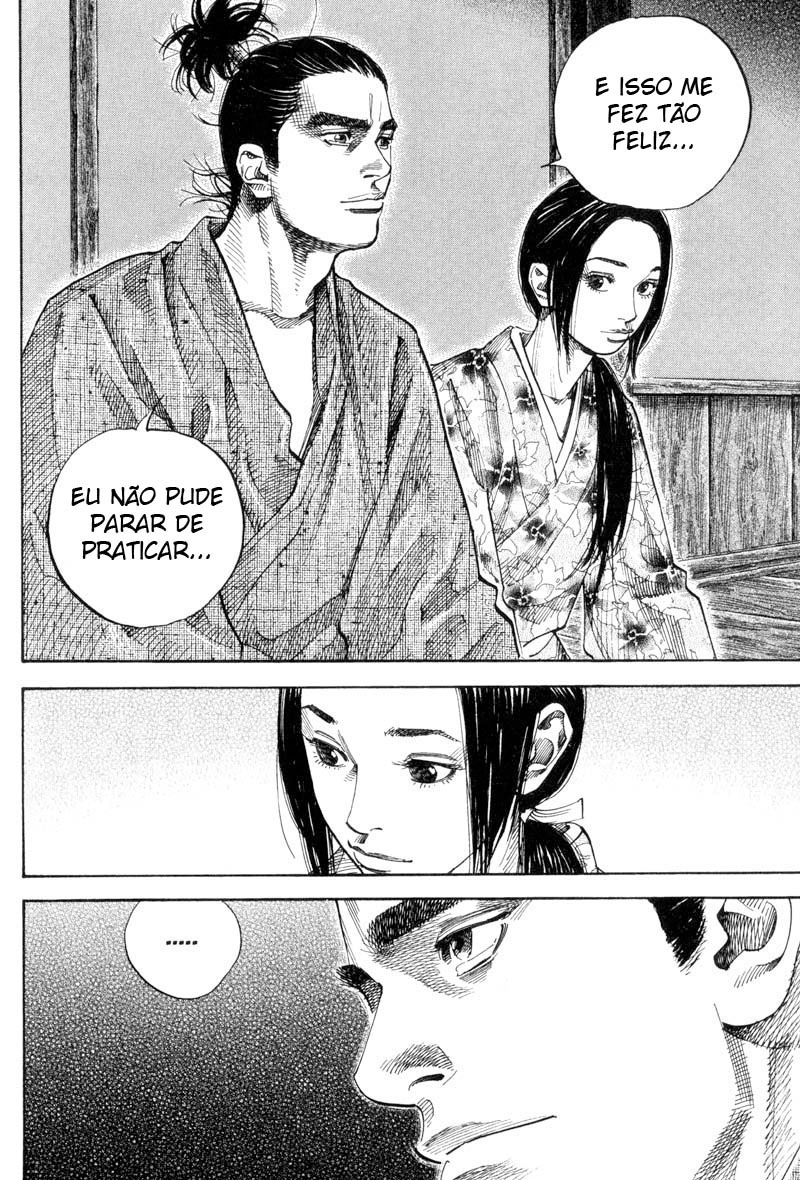 E ISSO ME
FEZ TÃO
FELIZ...
EU NÃO PUDE
PARAR DE
PRATICAR...
.....